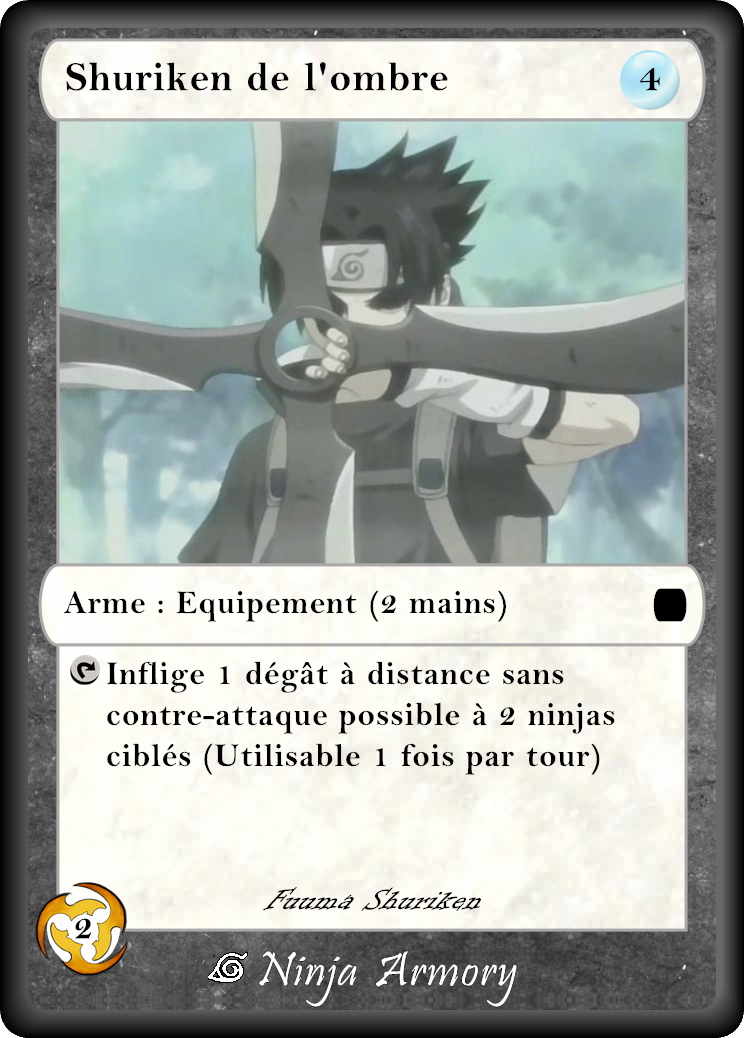 Shuriken de l'ombre
4
Arme : Equipement (2 mains)
Inflige 1 dégât à distance sans
contre-attaque possible à 2 ninjas
ciblés (Utilisable 1 fois par tour)
Fuuma Shuriken
2
Ninja Armory